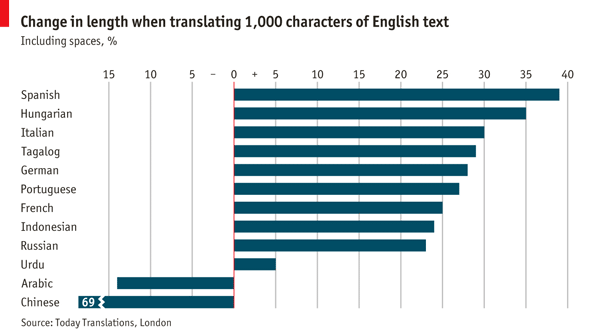 Change in length when translating 1,000 characters of English text
Including spaces, %
15 10 5 – 0 + 5 10 15 20 25 30 35 40
Spanish
Hungarian
Italian
Tagalog
German
Portuguese
French
Indonesian
Russian
Urdu
Arabic
Chinese 69
Source: Today Translations, London